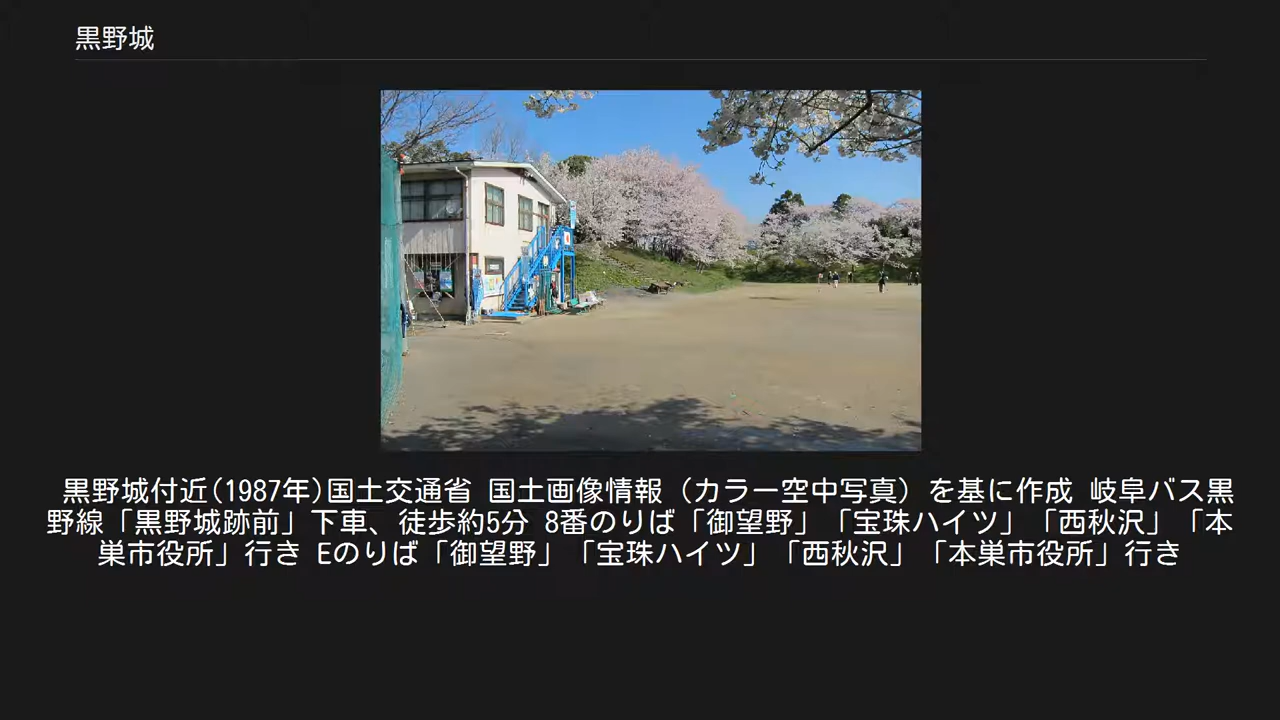 黒野城
黒野城付近(1987年)国土交通省 国土画像情報（カラー空中写真）を基に作成 岐阜バス黒
野線「黒野城跡前」下車、徒歩約5分 8番のりば「御望野」「宝珠ハイツ」「西秋沢」「本
巣市役所」行き Eのりば「御望野」「宝珠ハイツ」「西秋沢」「本巣市役所」行き